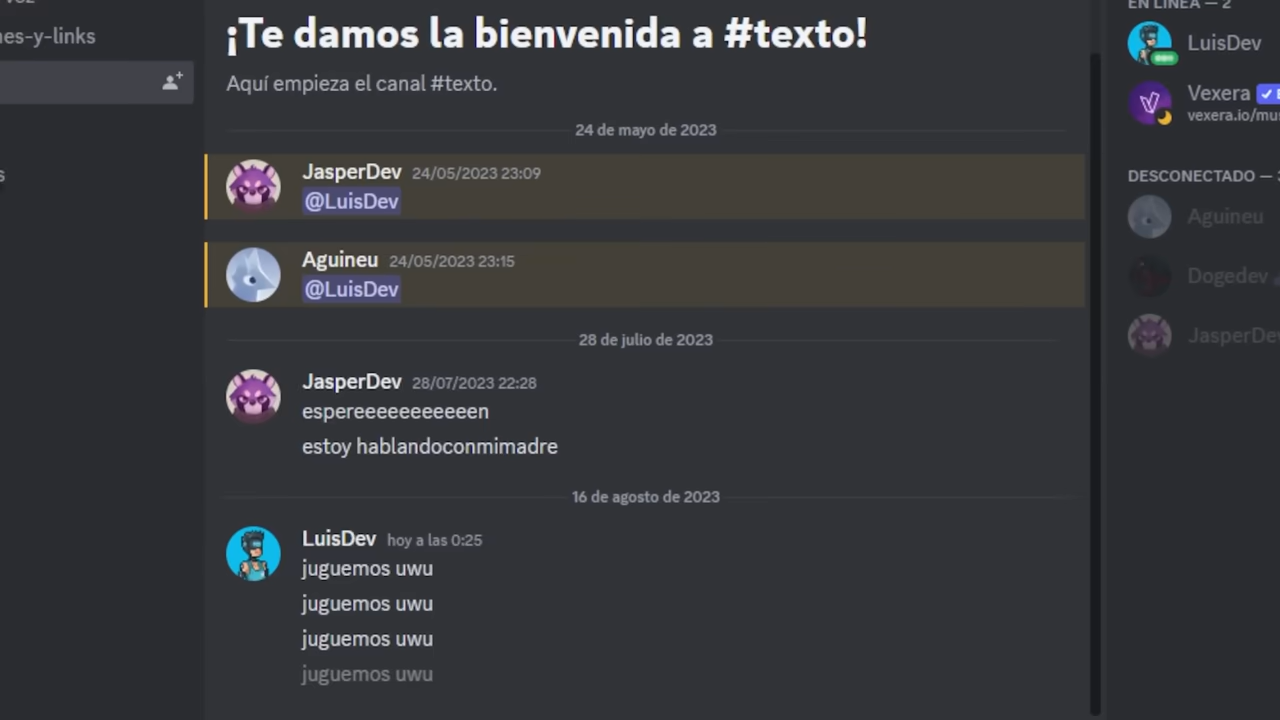 es-y-links
¡Te damos la bienvenida a #texto!
Aquí empieza el canal #texto.
24 de mayo de 2023
JasperDev 24/05/2023 23:09
@LuisDev
Aguineu 24/05/2023 23:15
@LuisDev
28 de julio de 2023
JasperDev 28/07/2023 22:28
espereeeeeeeeeeen
estoy hablandoconmimadre
16 de agosto de 2023
LuisDev hoy a las 0:25
juguemos uwu
juguemos uwu
juguemos uwu
juguemos uwu
EN LÍNEA — 2
LuisDev
Vexera
vexera.io/mu
DESCONECTADO — 3
Aguineu
Dogedev
JasperDev